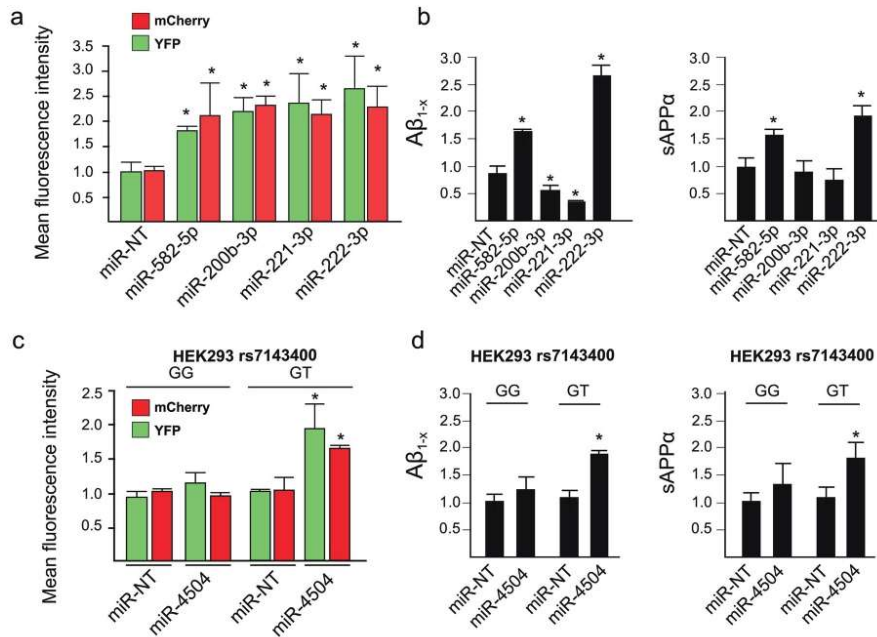 a
mCherry
YFP
Mean fluorescence intensity
3.5
3.0
2.5
2.0
1.5
1.0
0.5
* * * * * * * *
miR-NT
miR-582-5p
miR-200b-3p
miR-221-3p
miR-222-3p
b
Aβ1-x
3.0
2.5
2.0
1.5
1.0
0.5
* * * *
miR-NT
miR-582-5p
miR-200b-3p
miR-221-3p
miR-222-3p
sAPPα
3.0
2.5
2.0
1.5
1.0
0.5
* *
miR-NT
miR-582-5p
miR-200b-3p
miR-221-3p
miR-222-3p
c
HEK293 rs7143400
GG GT
mCherry
YFP
Mean fluorescence intensity
2.5
2.0
1.5
1.0
0.5
* *
miR-NT
miR-4504
miR-NT
miR-4504
d
HEK293 rs7143400
GG GT
Aβ1-x
3.0
2.5
2.0
1.5
1.0
0.5
*
miR-NT
miR-4504
miR-NT
miR-4504
HEK293 rs7143400
GG GT
sAPPα
3.0
2.5
2.0
1.5
1.0
0.5
*
miR-NT
miR-4504
miR-NT
miR-4504